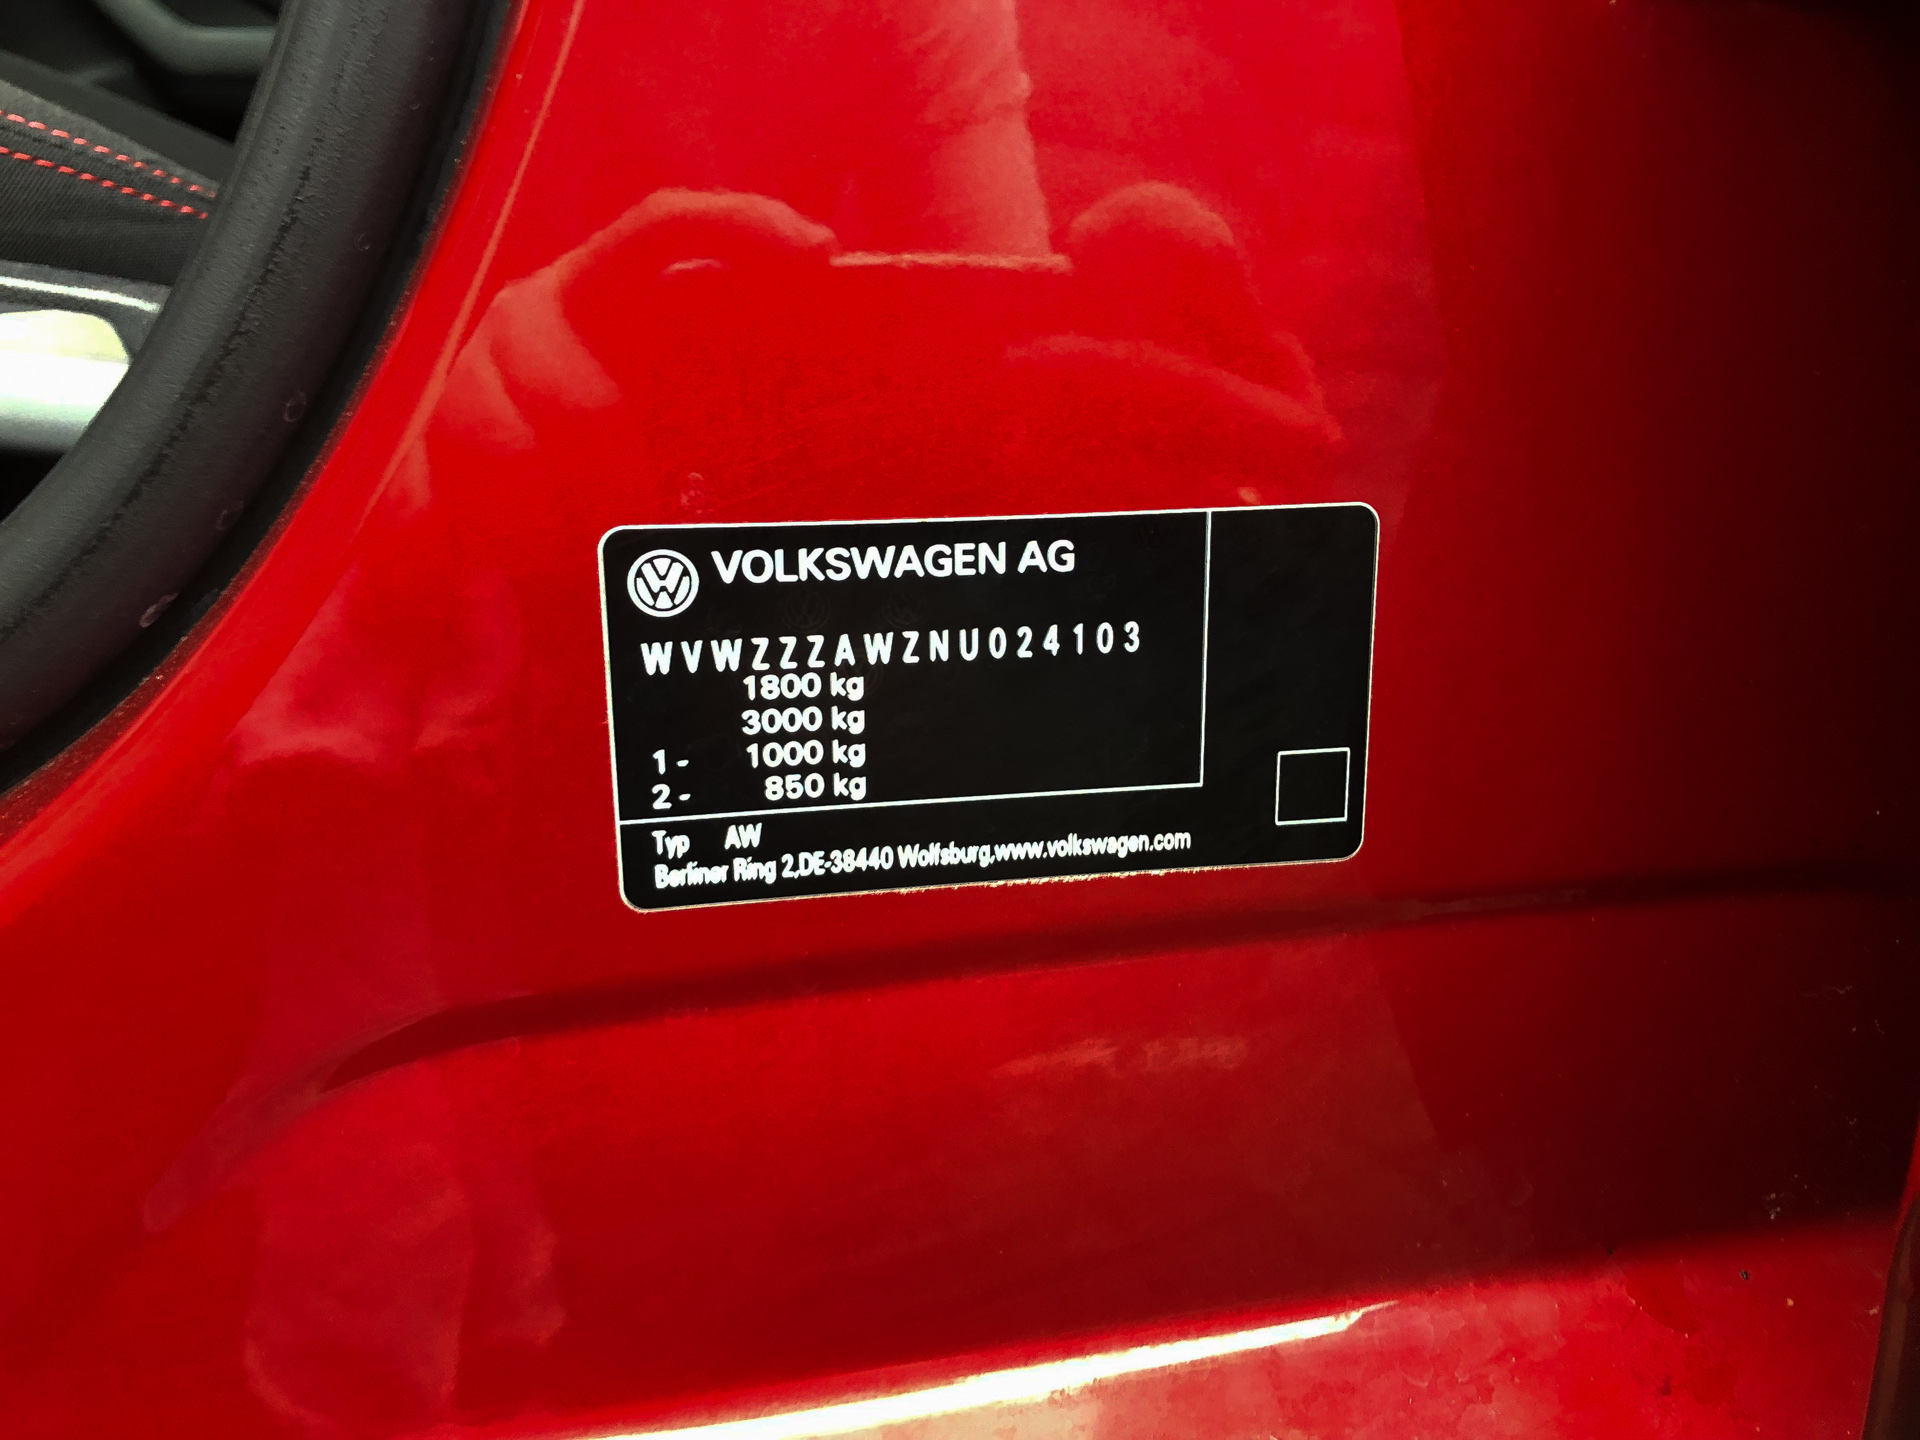 VOLKSWAGEN AG
WVWZZZAWZNU024103
1800 kg
3000 kg
1- 1000 kg
2- 850 kg
Typ AW
Berliner Ring 2,DE-38440 Wolfsburg,www.volkswagen.com